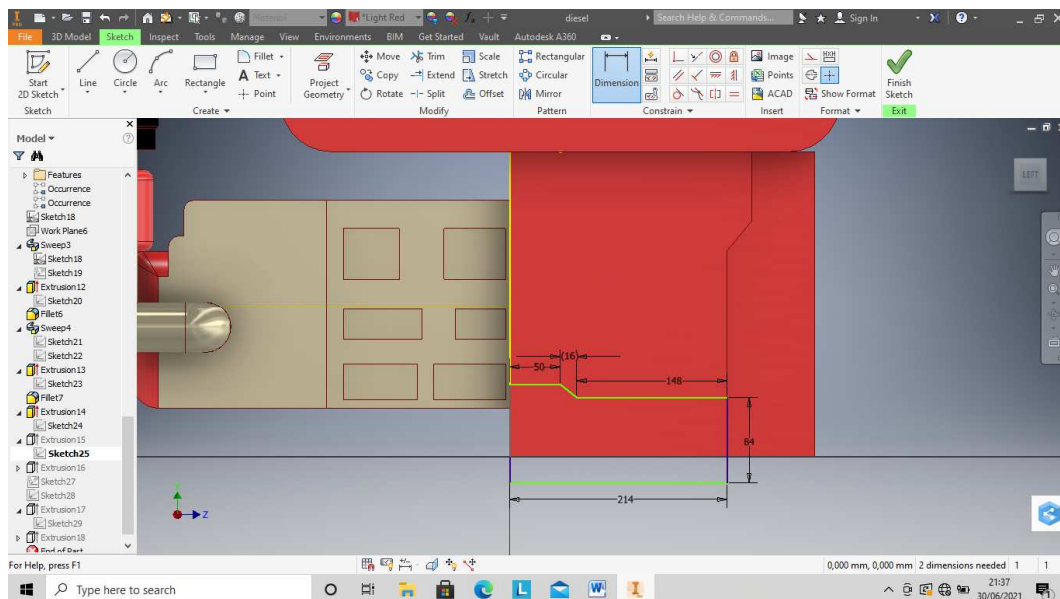 diesel
Search Help & Commands...
Sign In
PRO
Material
*Light Red
File 3D Model Sketch Inspect Tools Manage View Environments BIM Get Started Vault Autodesk A360
Start
2D Sketch
Line
Circle
Arc
Rectangle
Fillet
Text
Point
Project
Geometry
Move
Copy
Rotate
Trim
Extend
Split
Scale
Stretch
Offset
Rectangular
Circular
Mirror
Dimension
Image
Points
ACAD
Show Format
Finish
Sketch
Sketch
Create
Modify
Pattern
Constrain
Insert
Format
Exit
Model
Features
Occurrence
Occurrence
Sketch18
Work Plane6
Sweep3
Sketch18
Sketch19
Extrusion12
Sketch20
Fillet6
Sweep4
Sketch21
Sketch22
Extrusion13
Sketch23
Fillet7
Extrusion14
Sketch24
Extrusion15
Sketch25
Extrusion16
Sketch27
Sketch28
Extrusion17
Sketch29
Extrusion18
End of Part
LEFT
(16)
50
148
84
214
Z
For Help, press F1
0,000 mm, 0,000 mm 2 dimensions needed 1 1
Type here to search
21:37
30/06/2021